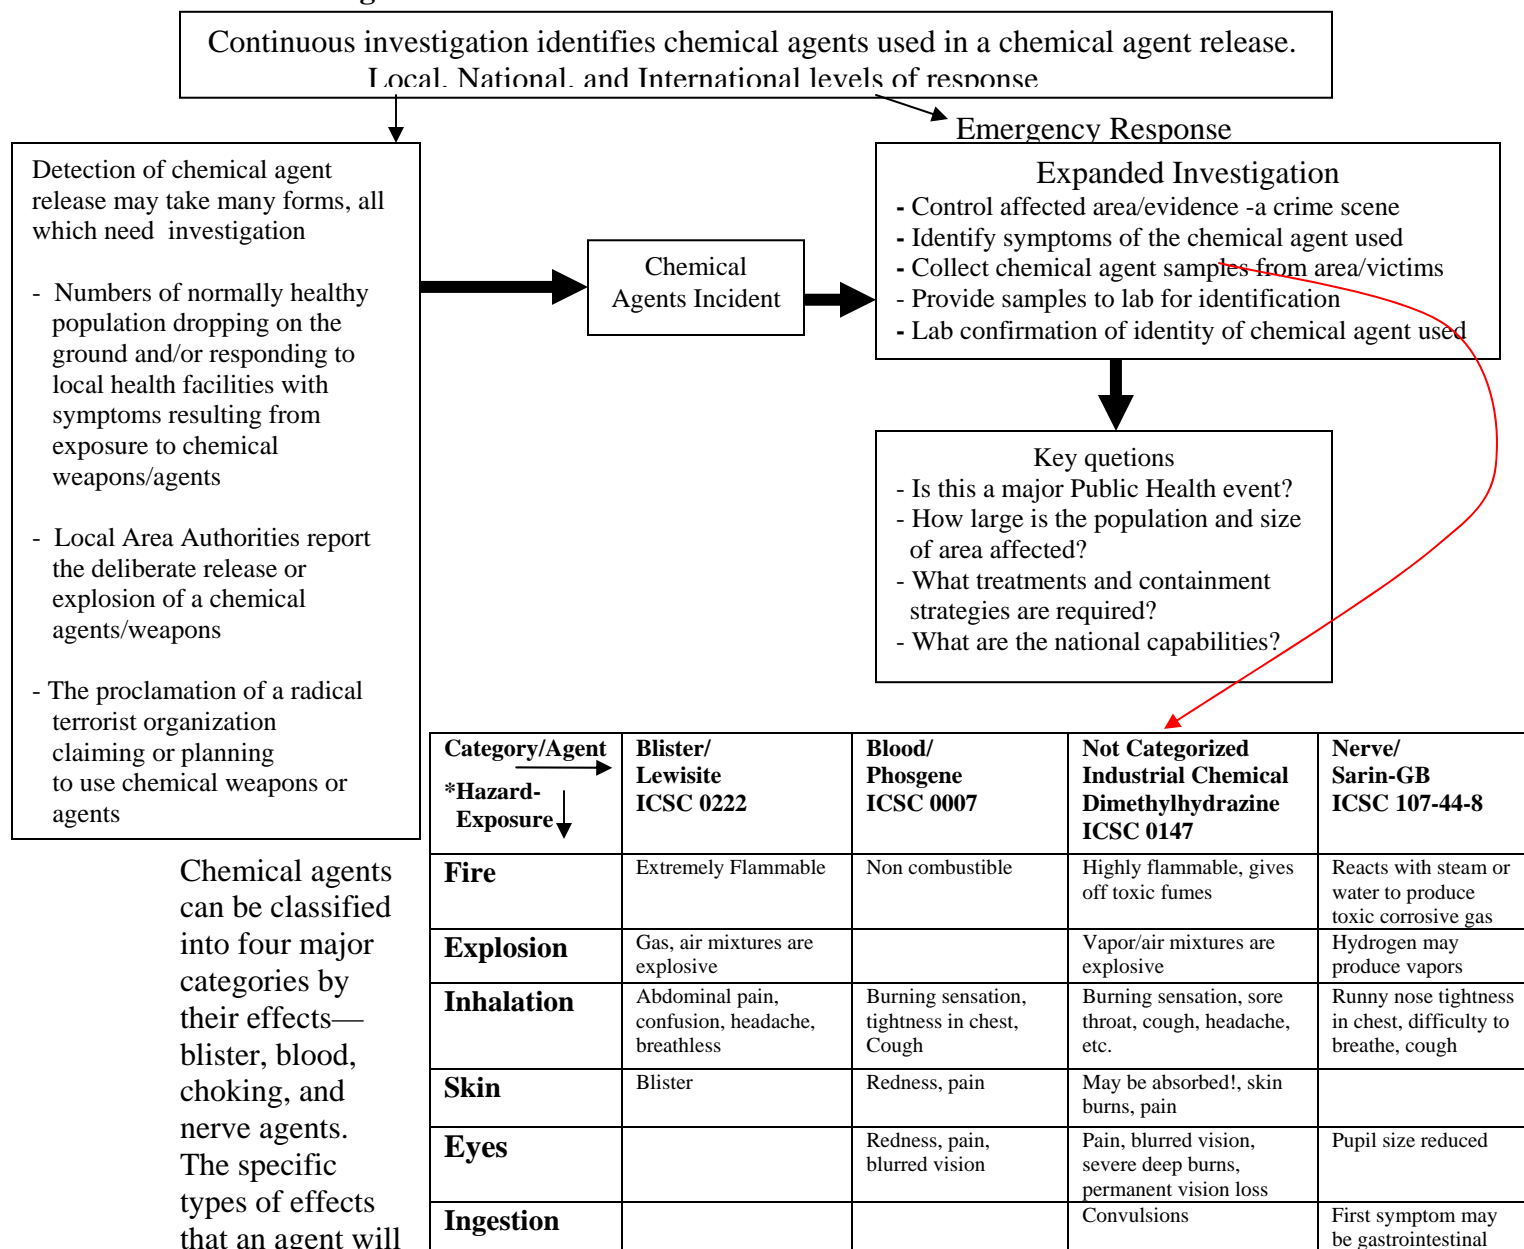 Continuous investigation identifies chemical agents used in a chemical agent release.
Local, National, and International levels of response
Emergency Response
Detection of chemical agent
release may take many forms, all
which need investigation
- Numbers of normally healthy
population dropping on the
ground and/or responding to
local health facilities with
symptoms resulting from
exposure to chemical
weapons/agents
- Local Area Authorities report
the deliberate release or
explosion of a chemical
agents/weapons
- The proclamation of a radical
terrorist organization
claiming or planning
to use chemical weapons or
agents
Chemical
Agents Incident
Expanded Investigation
- Control affected area/evidence -a crime scene
- Identify symptoms of the chemical agent used
- Collect chemical agent samples from area/victims
- Provide samples to lab for identification
- Lab confirmation of identity of chemical agent used
Key quetions
- Is this a major Public Health event?
- How large is the population and size
of area affected?
- What treatments and containment
strategies are required?
- What are the national capabilities?
Category/Agent
*Hazard-
Exposure
Blister/
Lewisite
ICSC 0222
Blood/
Phosgene
ICSC 0007
Not Categorized
Industrial Chemical
Dimethylhydrazine
ICSC 0147
Nerve/
Sarin-GB
ICSC 107-44-8
Fire
Extremely Flammable
Non combustible
Highly flammable, gives
off toxic fumes
Reacts with steam or
water to produce
toxic corrosive gas
Explosion
Gas, air mixtures are
explosive
Vapor/air mixtures are
explosive
Hydrogen may
produce vapors
Inhalation
Abdominal pain,
confusion, headache,
breathless
Burning sensation,
tightness in chest,
Cough
Burning sensation, sore
throat, cough, headache,
etc.
Runny nose tightness
in chest, difficulty to
breathe, cough
Skin
Blister
Redness, pain
May be absorbed!, skin
burns, pain
Eyes
Redness, pain,
blurred vision
Pain, blurred vision,
severe deep burns,
permanent vision loss
Pupil size reduced
Ingestion
Convulsions
First symptom may
be gastrointestinal
Chemical agents
can be classified
into four major
categories by
their effects—
blister, blood,
choking, and
nerve agents.
The specific
types of effects
that an agent will